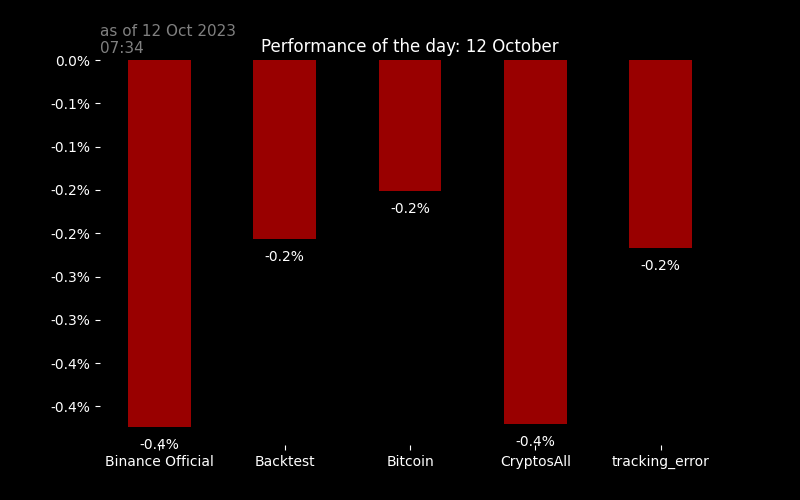 as of 12 Oct 2023
07:34
Performance of the day: 12 October
0.0%
-0.1%
-0.1%
-0.2%
-0.2%
-0.3%
-0.3%
-0.4%
-0.4%
-0.4%
-0.2%
-0.2%
-0.4%
-0.2%
Binance Official
Backtest
Bitcoin
CryptosAll
tracking_error